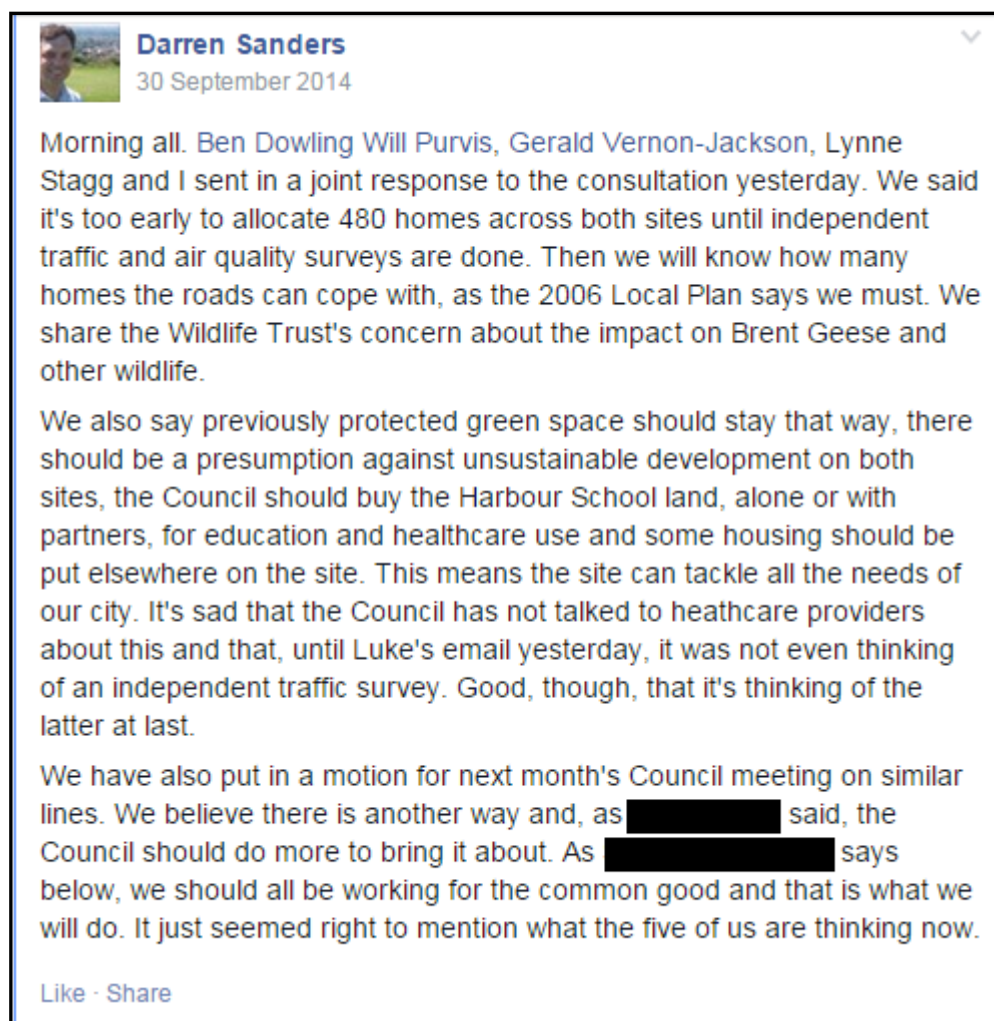 Darren Sanders
30 September 2014
Morning all. Ben Dowling Will Purvis, Gerald Vernon-Jackson, Lynne
Stagg and I sent in a joint response to the consultation yesterday. We said
it's too early to allocate 480 homes across both sites until independent
traffic and air quality surveys are done. Then we will know how many
homes the roads can cope with, as the 2006 Local Plan says we must. We
share the Wildlife Trust's concern about the impact on Brent Geese and
other wildlife.
We also say previously protected green space should stay that way, there
should be a presumption against unsustainable development on both
sites, the Council should buy the Harbour School land, alone or with
partners, for education and healthcare use and some housing should be
put elsewhere on the site. This means the site can tackle all the needs of
our city. It's sad that the Council has not talked to heathcare providers
about this and that, until Luke's email yesterday, it was not even thinking
of an independent traffic survey. Good, though, that it's thinking of the
latter at last.
We have also put in a motion for next month's Council meeting on similar
lines. We believe there is another way and, as said, the
Council should do more to bring it about. As says
below, we should all be working for the common good and that is what we
will do. It just seemed right to mention what the five of us are thinking now.
Like · Share